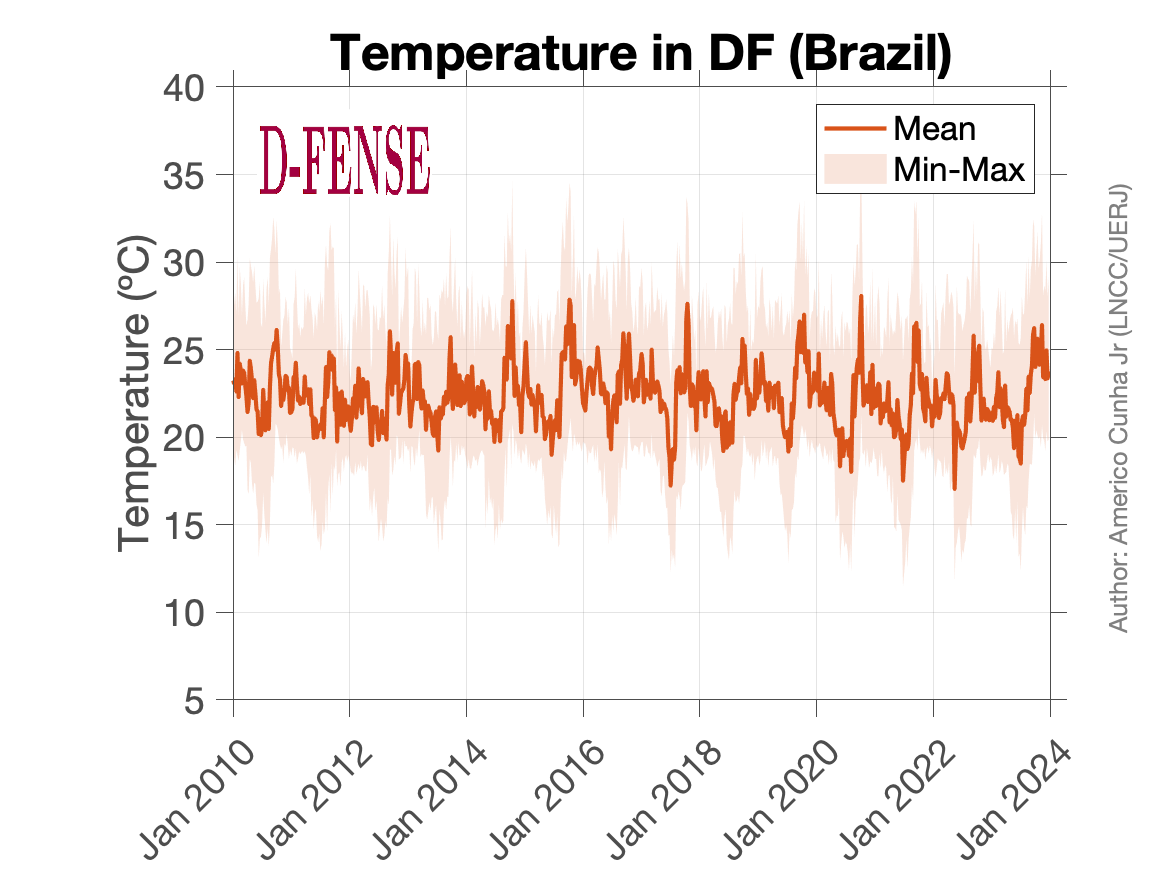 Temperature in DF (Brazil)
D-FENSE
Mean
Min-Max
Temperature (ºC)
40
35
30
25
20
15
10
5
Jan 2010
Jan 2012
Jan 2014
Jan 2016
Jan 2018
Jan 2020
Jan 2022
Jan 2024
Author: Americo Cunha Jr (LNCC/UERJ)